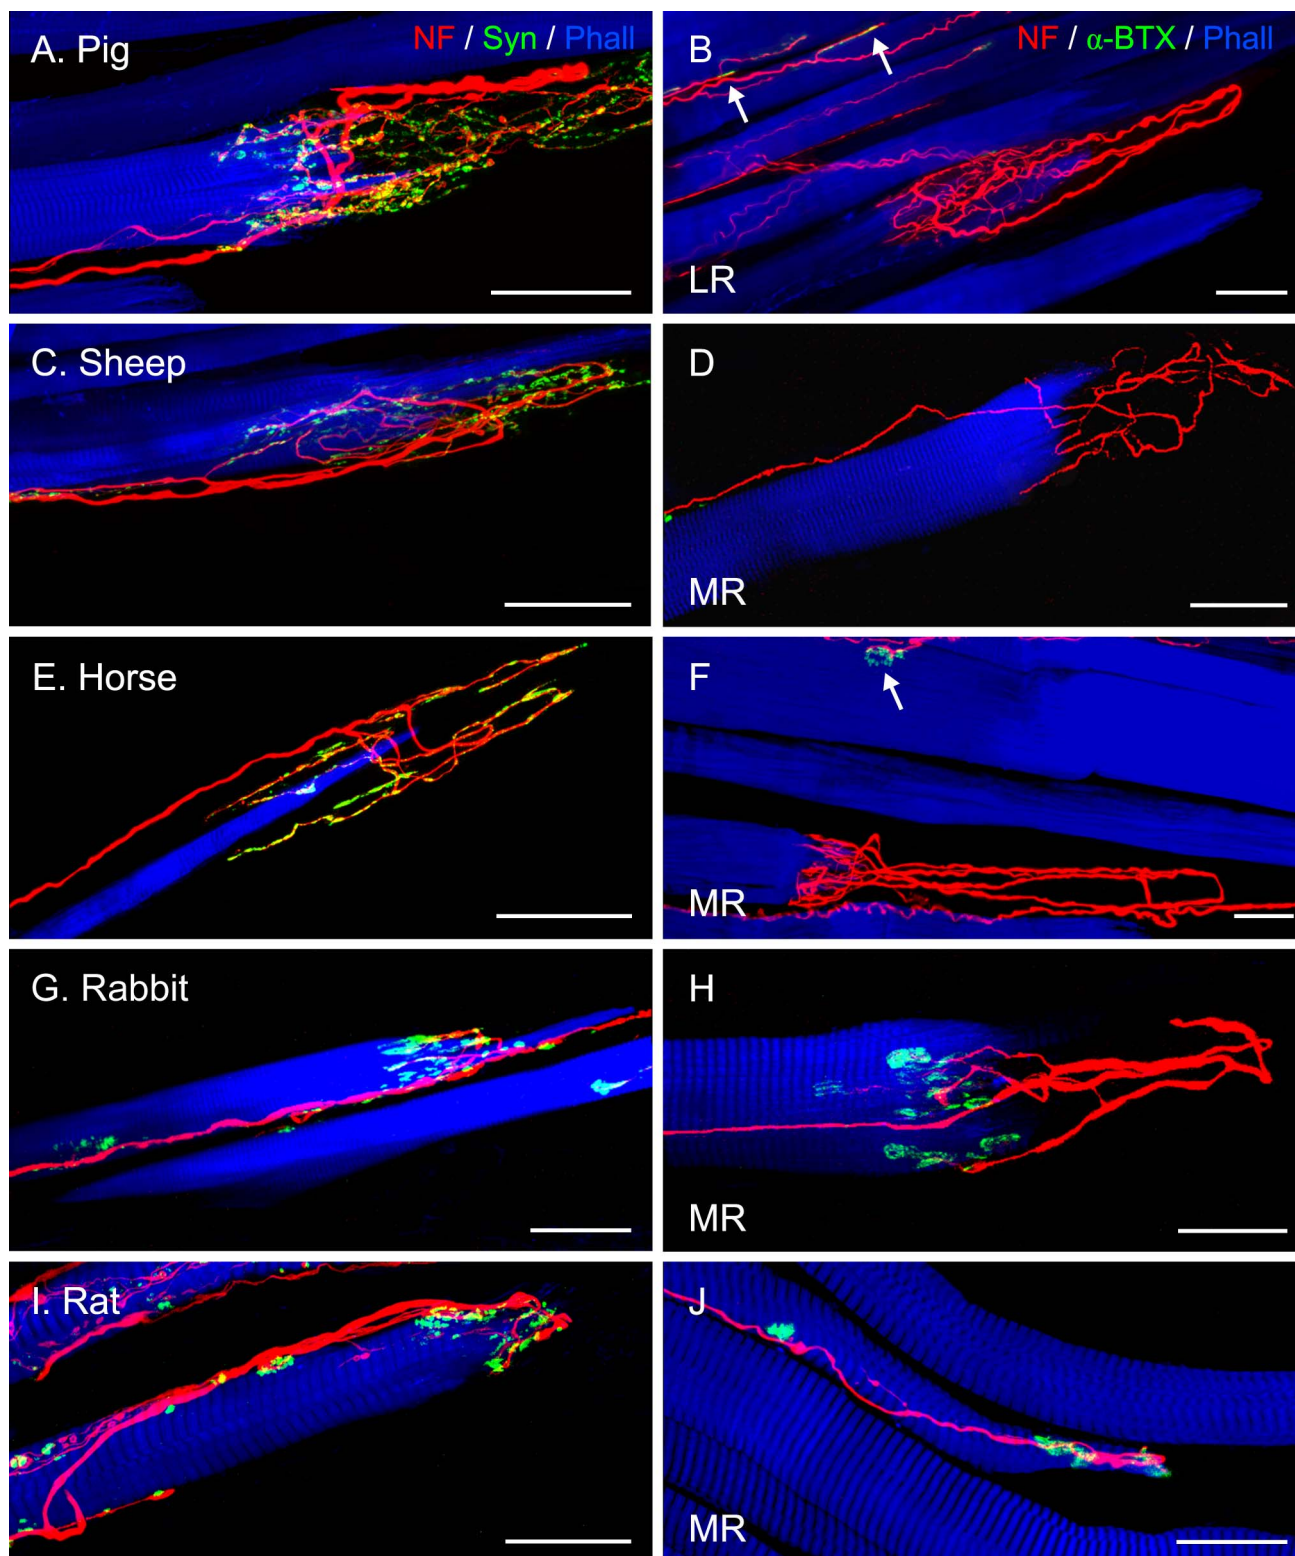 A. Pig
NF / Syn / Phall
B
NF / α-BTX / Phall
LR
C. Sheep
D
MR
E. Horse
F
MR
G. Rabbit
H
MR
I. Rat
J
MR